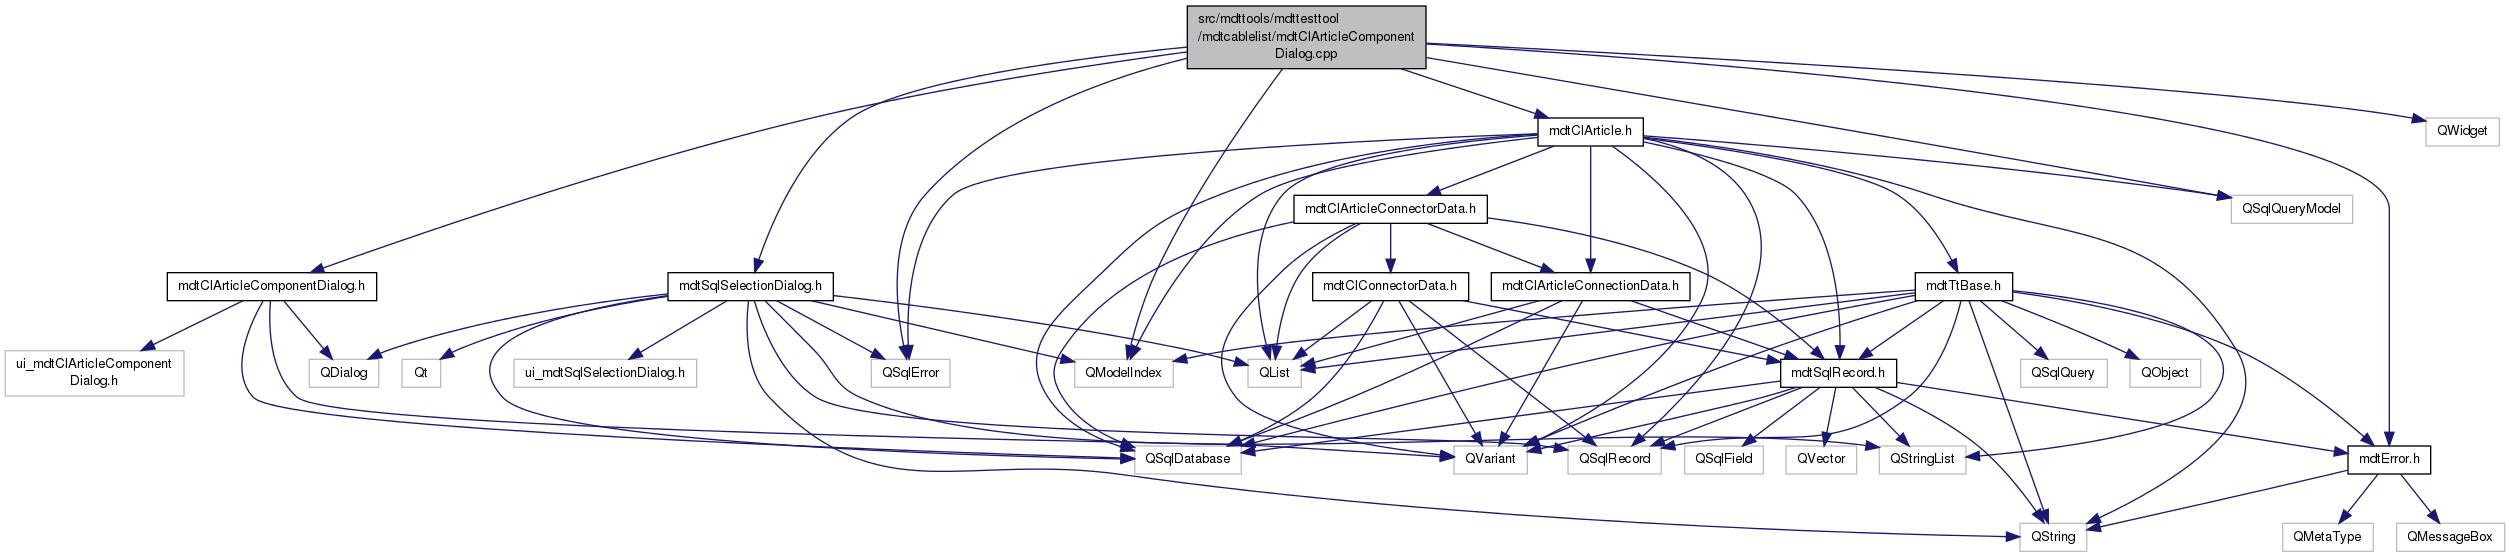 src/mdttools/mdttesttool
/mdtcablelist/mdtClArticleComponent
Dialog.cpp
mdtClArticle.h
QWidget
mdtClArticleConnectorData.h
QSqlQueryModel
mdtClArticleComponentDialog.h
mdtSqlSelectionDialog.h
mdtClConnectorData.h
mdtClArticleConnectionData.h
mdtTtBase.h
ui_mdtClArticleComponent
Dialog.h
QDialog
Qt
ui_mdtSqlSelectionDialog.h
QSqlError
QModelIndex
QList
mdtSqlRecord.h
QSqlQuery
QObject
QSqlDatabase
QVariant
QSqlRecord
QSqlField
QVector
QStringList
mdtError.h
QString
QMetaType
QMessageBox